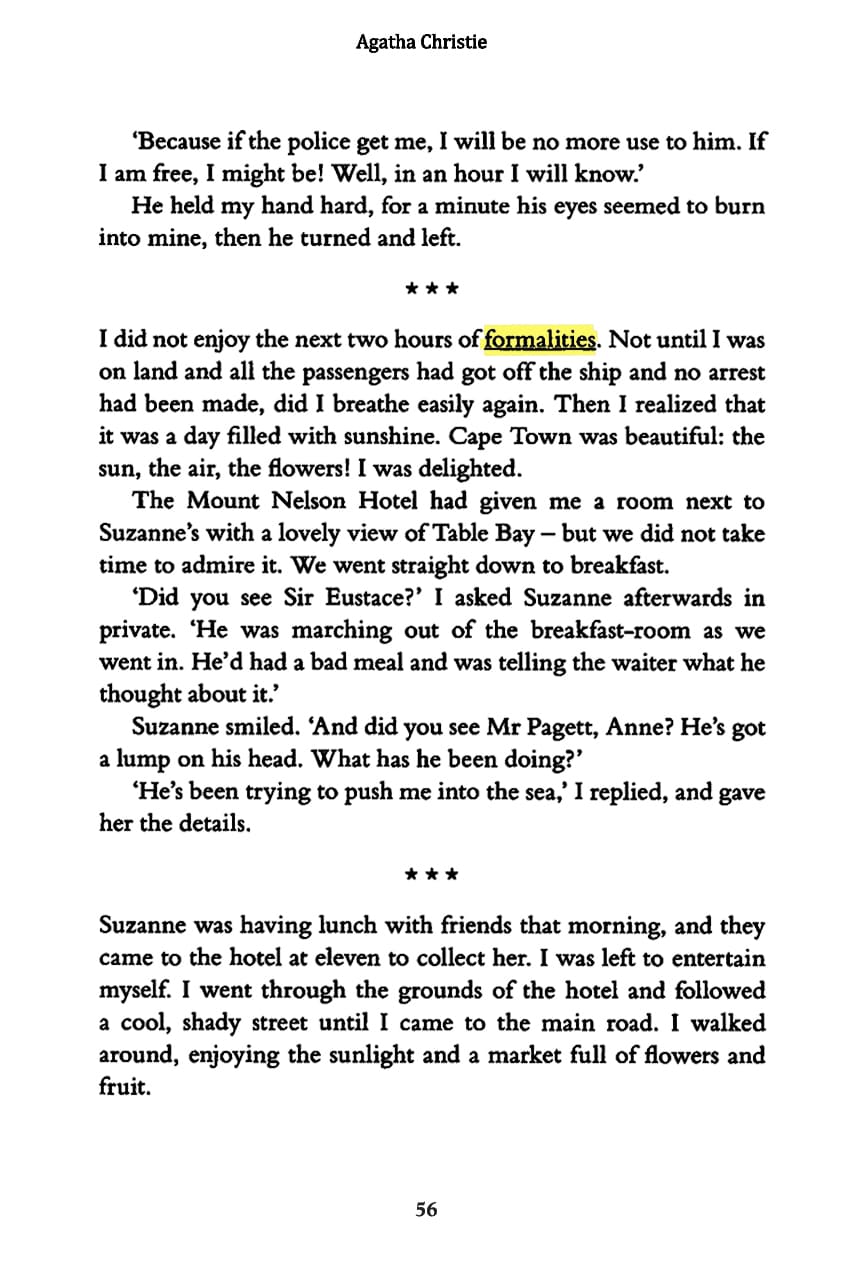 Agatha Christie
‘Because if the police get me, I will be no more use to him. If
I am free, I might be! Well, in an hour I will know.’
He held my hand hard, for a minute his eyes seemed to burn
into mine, then he turned and left.
★ ★ ★
I did not enjoy the next two hours of formalities. Not until I was
on land and all the passengers had got off the ship and no arrest
had been made, did I breathe easily again. Then I realized that
it was a day filled with sunshine. Cape Town was beautiful: the
sun, the air, the flowers! I was delighted.
The Mount Nelson Hotel had given me a room next to
Suzanne’s with a lovely view of Table Bay – but we did not take
time to admire it. We went straight down to breakfast.
‘Did you see Sir Eustace?’ I asked Suzanne afterwards in
private. ‘He was marching out of the breakfast-room as we
went in. He’d had a bad meal and was telling the waiter what he
thought about it.’
Suzanne smiled. ‘And did you see Mr Pagett, Anne? He’s got
a lump on his head. What has he been doing?’
‘He’s been trying to push me into the sea,’ I replied, and gave
her the details.
★ ★ ★
Suzanne was having lunch with friends that morning, and they
came to the hotel at eleven to collect her. I was left to entertain
myself. I went through the grounds of the hotel and followed
a cool, shady street until I came to the main road. I walked
around, enjoying the sunlight and a market full of flowers and
fruit.
56